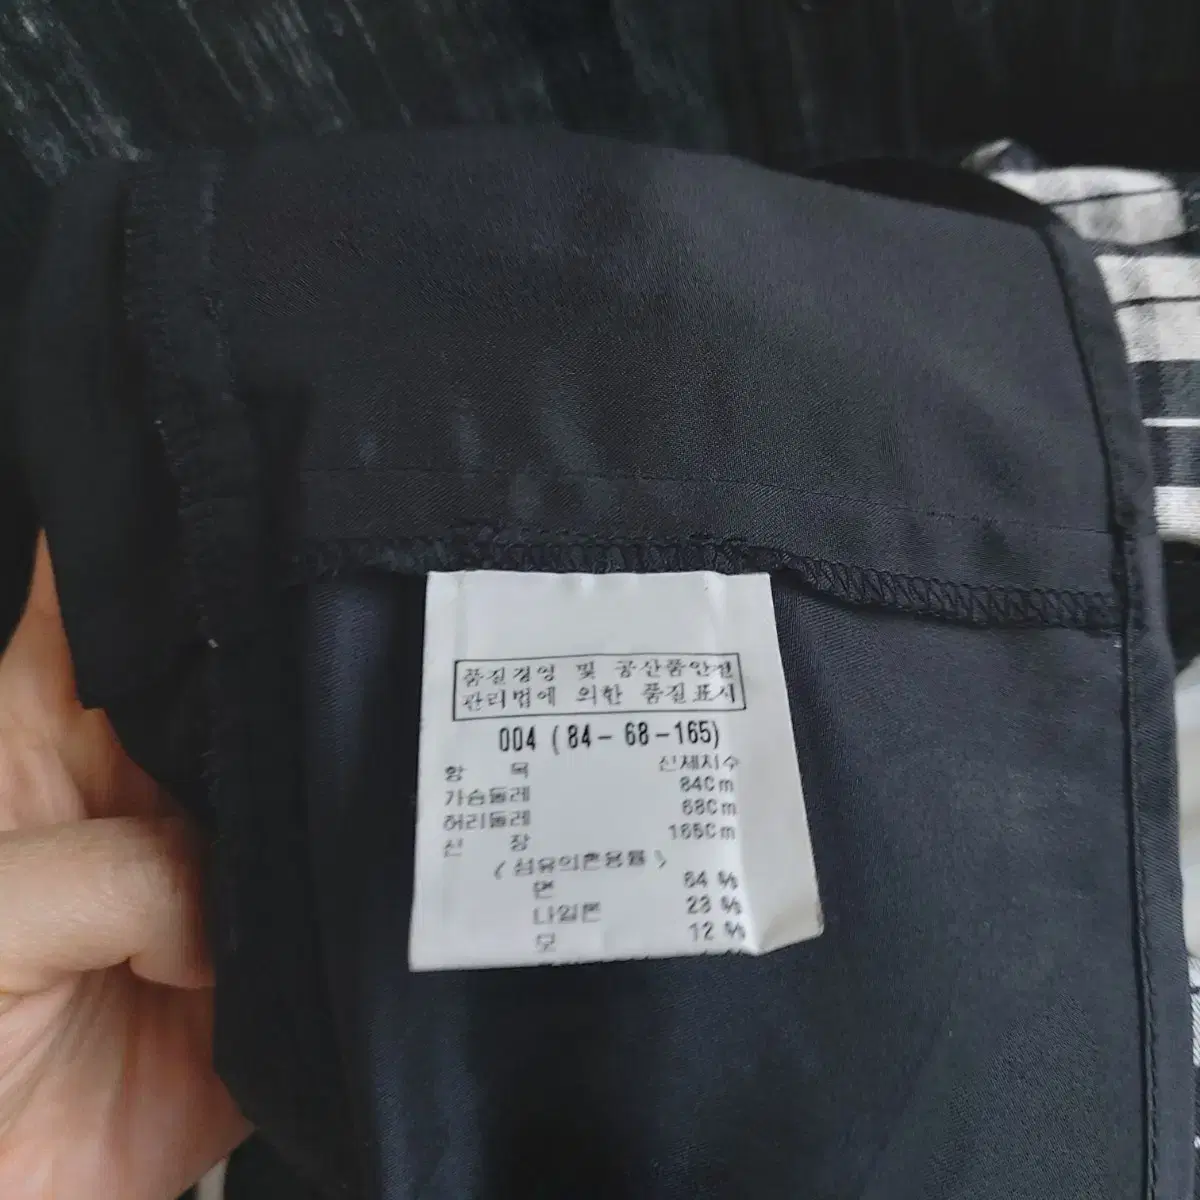 품질경영 및 공산품안전
관리법에 의한 품질표시
004 (84-68-165)
항 목 신체치수
가슴둘레 84Cm
허리둘레 68Cm
신 장 165Cm
(섬유의혼용률)
면 64%
나일론 23%
모 12%